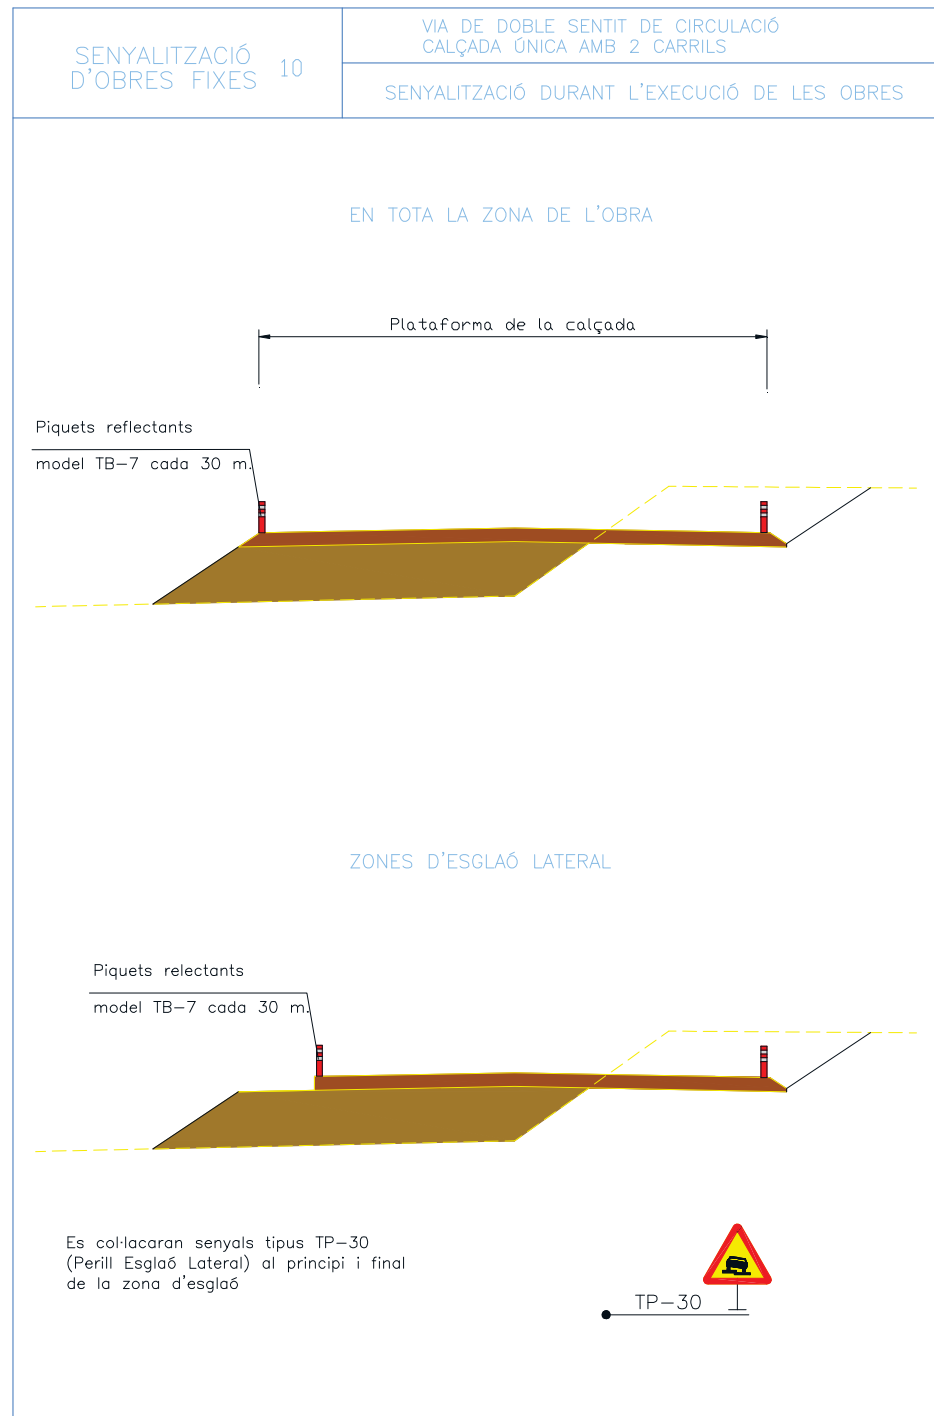 SENYALITZACIÓ
D'OBRES FIXES 10
VIA DE DOBLE SENTIT DE CIRCULACIÓ
CALÇADA ÚNICA AMB 2 CARRILS
SENYALITZACIÓ DURANT L'EXECUCIÓ DE LES OBRES
EN TOTA LA ZONA DE L'OBRA
Plataforma de la calçada
Piquets reflectants
model TB-7 cada 30 m.
ZONES D'ESGLAÓ LATERAL
Piquets relectants
model TB-7 cada 30 m.
Es col·lacaran senyals tipus TP-30
(Perill Esglaó Lateral) al principi i final
de la zona d'esglaó
TP-30